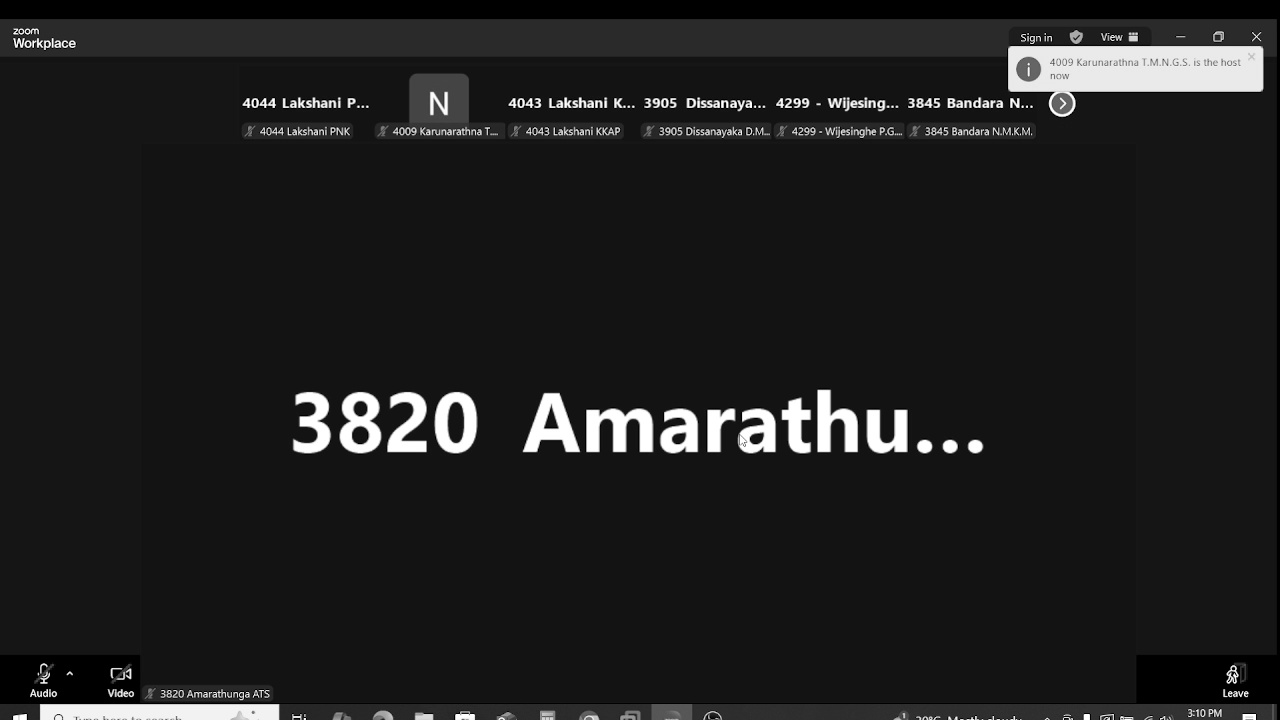 zoom
Workplace
Sign in
View
4009 Karunarathna T.M.N.G.S. is the host
now
4044 Lakshani P...
N
4043 Lakshani K...
3905 Dissanaya...
4299 - Wijesing...
3845 Bandara N...
4044 Lakshani PNK
4009 Karunarathna T...
4043 Lakshani KKAP
3905 Dissanayaka D.M...
4299 - Wijesinghe P.G....
3845 Bandara N.M.K.M.
3820 Amarathu...
Audio
Video
3820 Amarathunga ATS
Leave
Type here to search
Mostly cloudy
3:10 PM